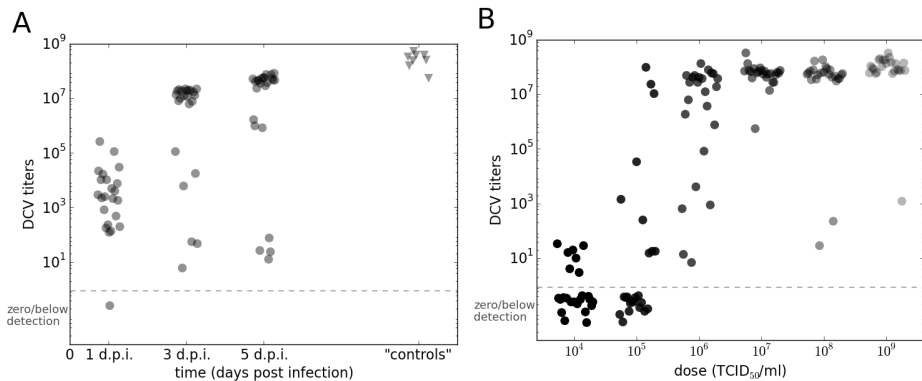 A
10^9
10^7
10^5
10^3
10^1
DCV titers
zero/below
detection
0 1 d.p.i. 3 d.p.i. 5 d.p.i. "controls"
time (days post infection)
B
10^9
10^7
10^5
10^3
10^1
DCV titers
zero/below
detection
10^4 10^5 10^6 10^7 10^8 10^9
dose (TCID50/ml)